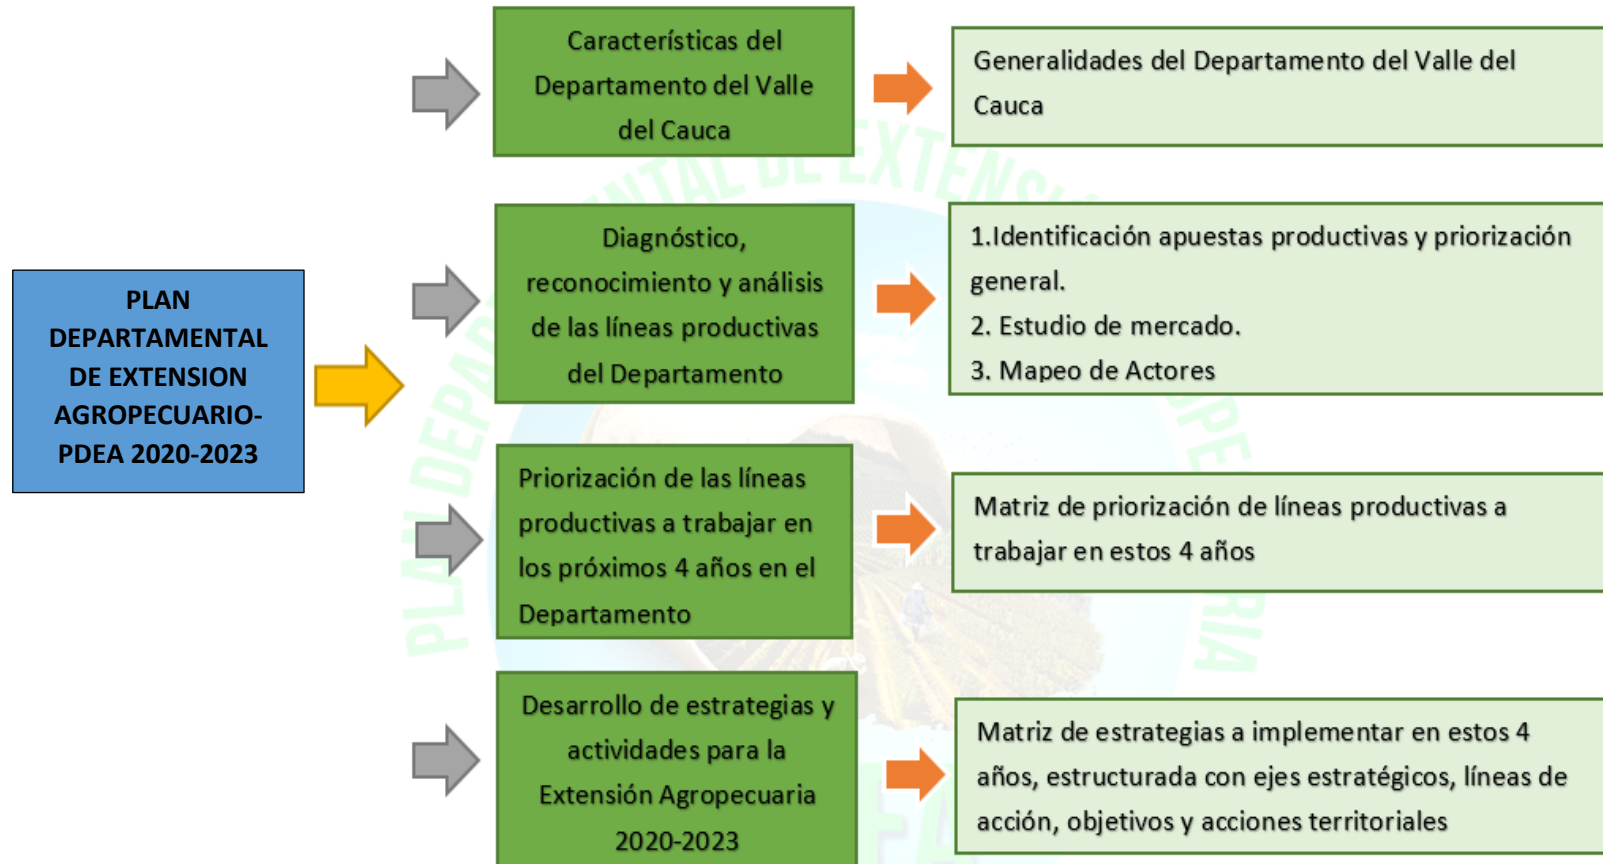 PLAN
DEPARTAMENTAL
DE EXTENSION
AGROPECUARIO-
PDEA 2020-2023
Características del
Departamento del Valle
del Cauca
Generalidades del Departamento del Valle del
Cauca
Diagnóstico,
reconocimiento y análisis
de las líneas productivas
del Departamento
1.Identificación apuestas productivas y priorización
general.
2. Estudio de mercado.
3. Mapeo de Actores
Priorización de las líneas
productivas a trabajar en
los próximos 4 años en el
Departamento
Matriz de priorización de líneas productivas a
trabajar en estos 4 años
Desarrollo de estrategias y
actividades para la
Extensión Agropecuaria
2020-2023
Matriz de estrategias a implementar en estos 4
años, estructurada con ejes estratégicos, líneas de
acción, objetivos y acciones territoriales